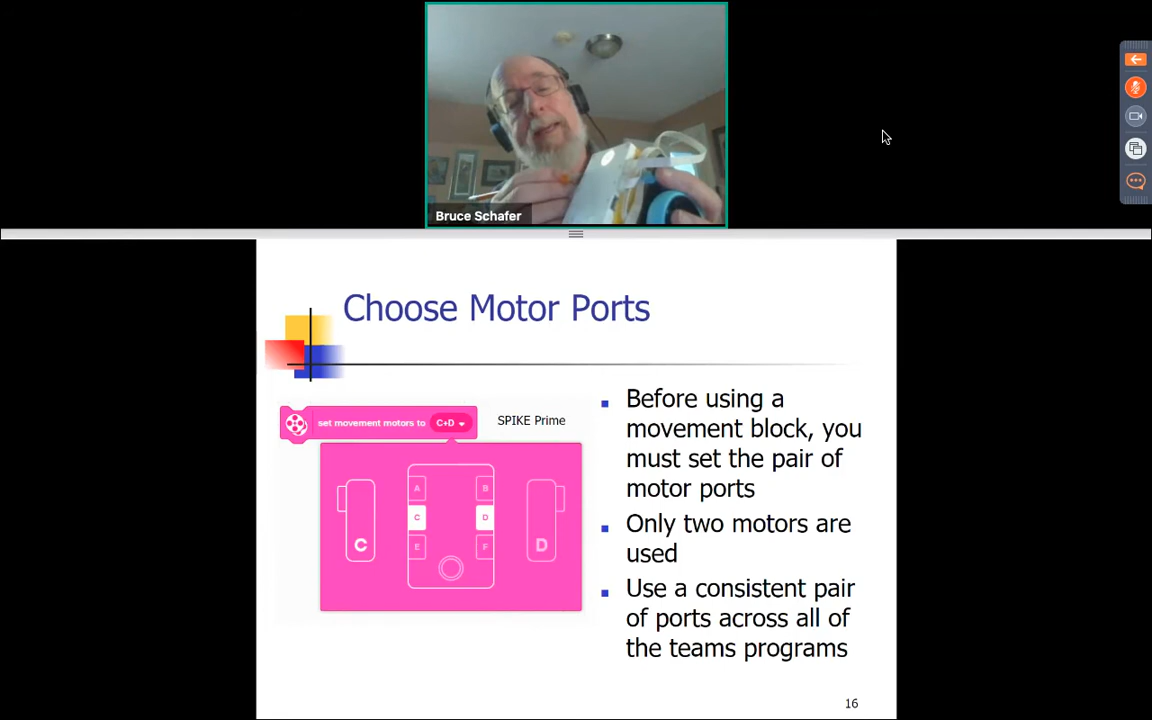 Bruce Schafer
Choose Motor Ports
set movement motors to C+D
SPIKE Prime
A B
C C D D
E F
Before using a
movement block, you
must set the pair of
motor ports
Only two motors are
used
Use a consistent pair
of ports across all of
the teams programs
16